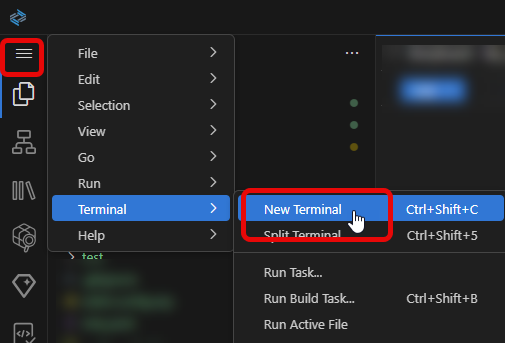 File
Edit
Selection
View
Go
Run
Terminal
New Terminal Ctrl+Shift+C
Help
Split Terminal Ctrl+Shift+5
test
Run Task...
Run Build Task... Ctrl+Shift+B
Run Active File